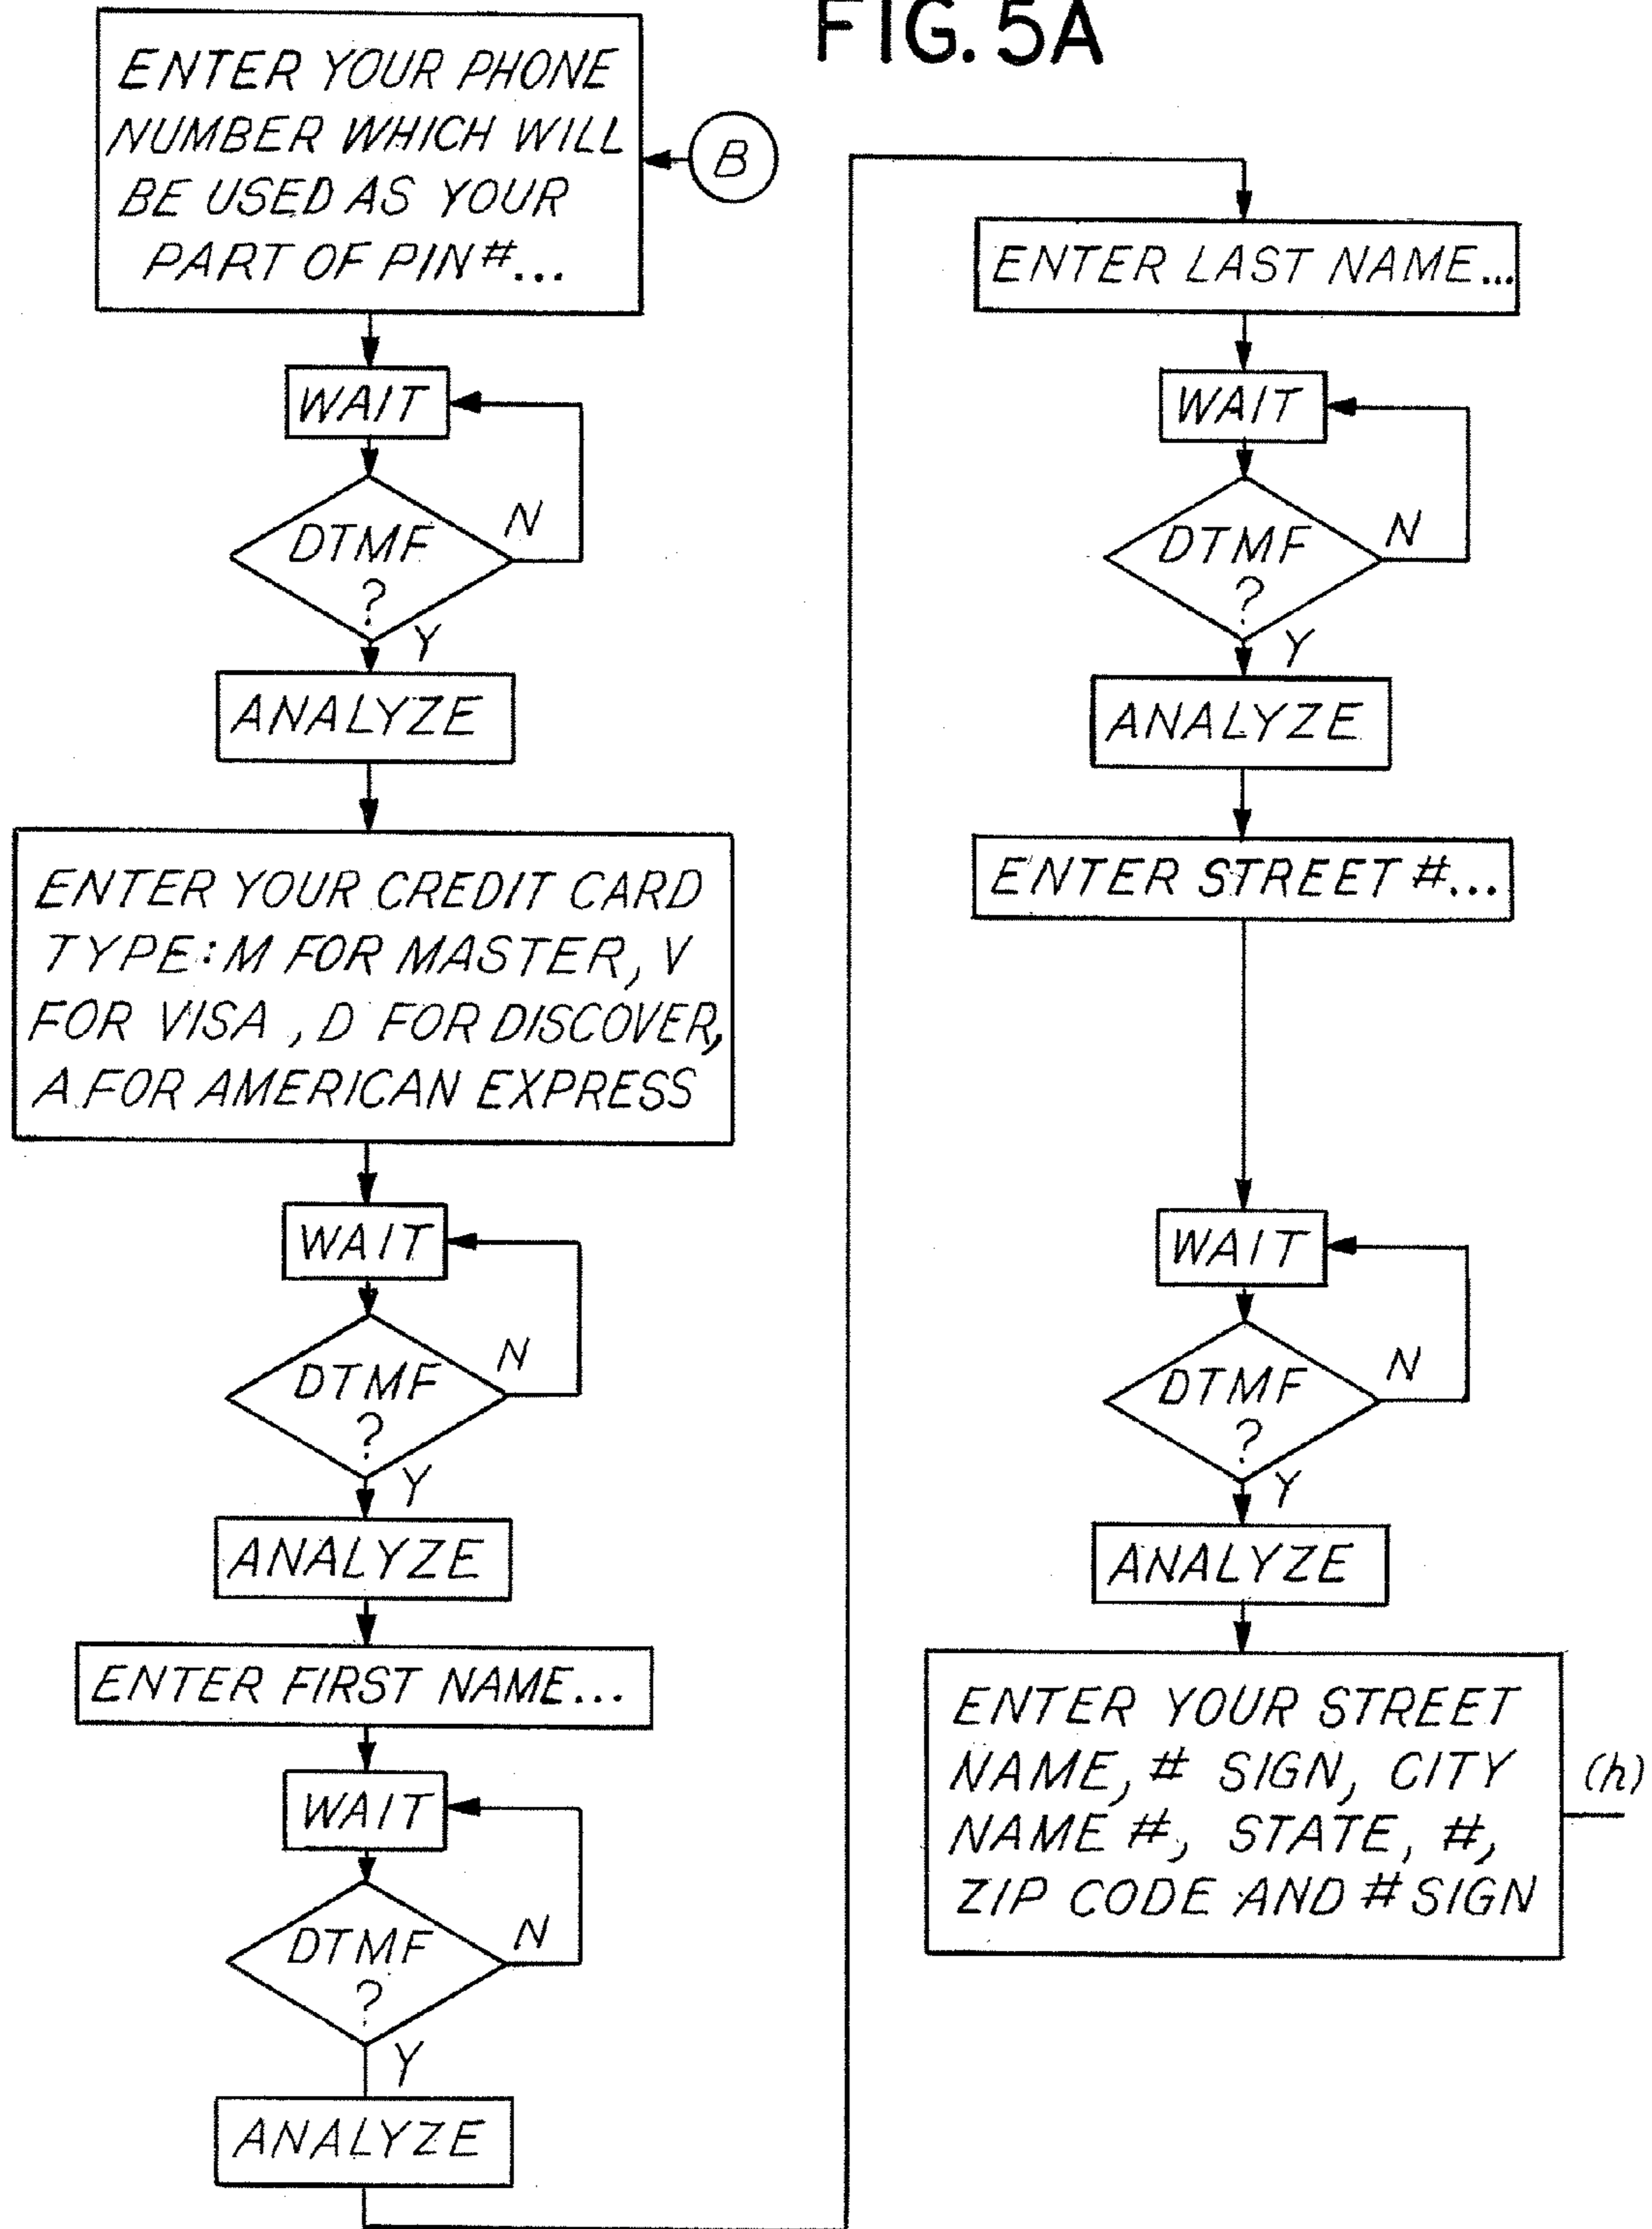 FIG. 5A
ENTER YOUR PHONE
NUMBER WHICH WILL
BE USED AS YOUR
PART OF PIN #...
B
WAIT
DTMF
?
N
Y
ANALYZE
ENTER YOUR CREDIT CARD
TYPE: M FOR MASTER, V
FOR VISA, D FOR DISCOVER,
A FOR AMERICAN EXPRESS
WAIT
DTMF
?
N
Y
ANALYZE
ENTER FIRST NAME...
WAIT
DTMF
?
N
Y
ANALYZE
ENTER LAST NAME...
WAIT
DTMF
?
N
Y
ANALYZE
ENTER STREET #...
WAIT
DTMF
?
N
Y
ANALYZE
ENTER YOUR STREET
NAME, # SIGN, CITY
NAME #, STATE, #,
ZIP CODE AND # SIGN
(h)